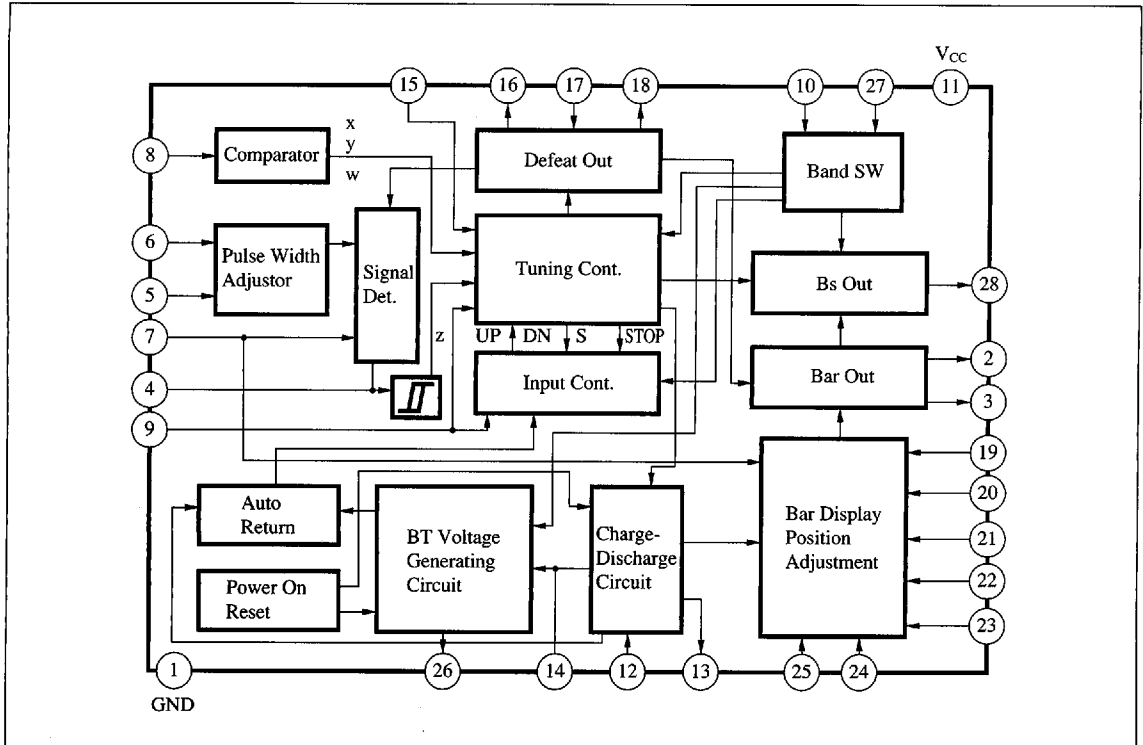 V_CC
15
16
17
18
10
27
11
8
Comparator
x
y
w
Defeat Out
Band SW
6
5
Pulse Width
Adjustor
Signal
Det.
Tuning Cont.
Bs Out
28
7
z
UP
DN
S
STOP
4
Input Cont.
Bar Out
2
3
9
19
Auto
Return
BT Voltage
Generating
Circuit
Charge-
Discharge
Circuit
Bar Display
Position
Adjustment
20
21
Power On
Reset
22
23
1
26
14
12
13
25
24
GND